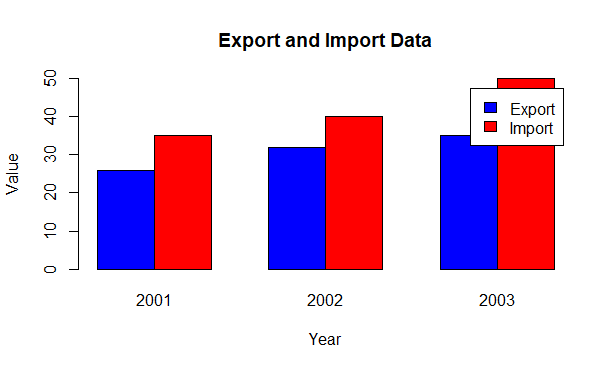 Export and Import Data
Value
50
40
30
20
10
0
Export
Import
2001 2002 2003
Year